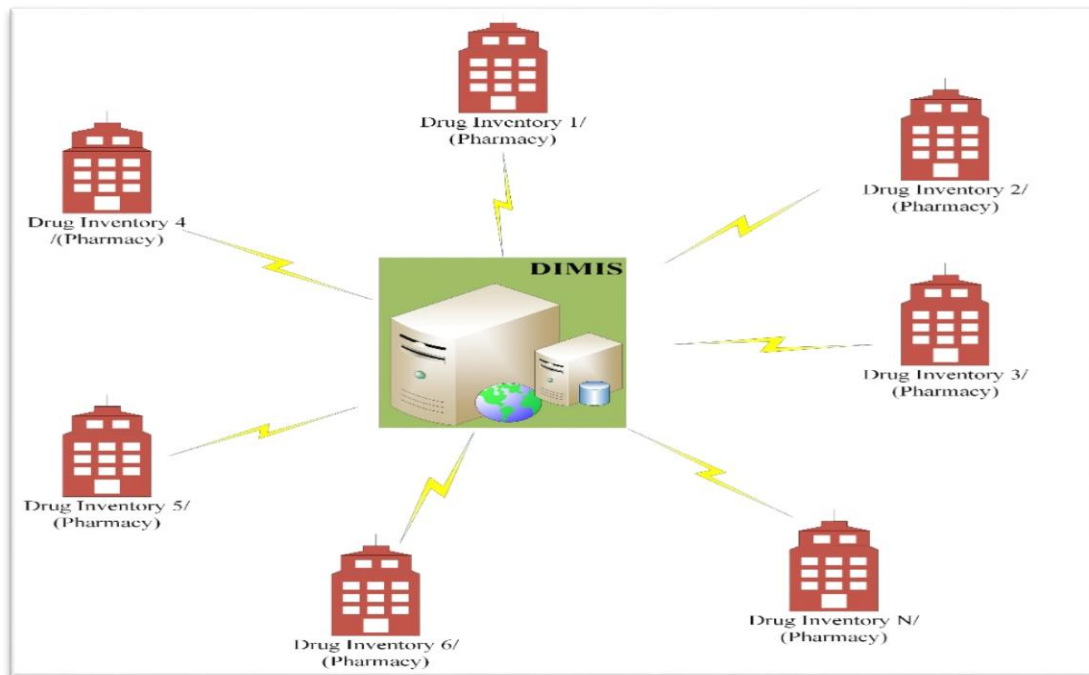 Drug Inventory 1/
(Pharmacy)
Drug Inventory 2/
(Pharmacy)
Drug Inventory 4
/(Pharmacy)
DIMIS
Drug Inventory 3/
(Pharmacy)
Drug Inventory 5/
(Pharmacy)
Drug Inventory 6/
(Pharmacy)
Drug Inventory N/
(Pharmacy)